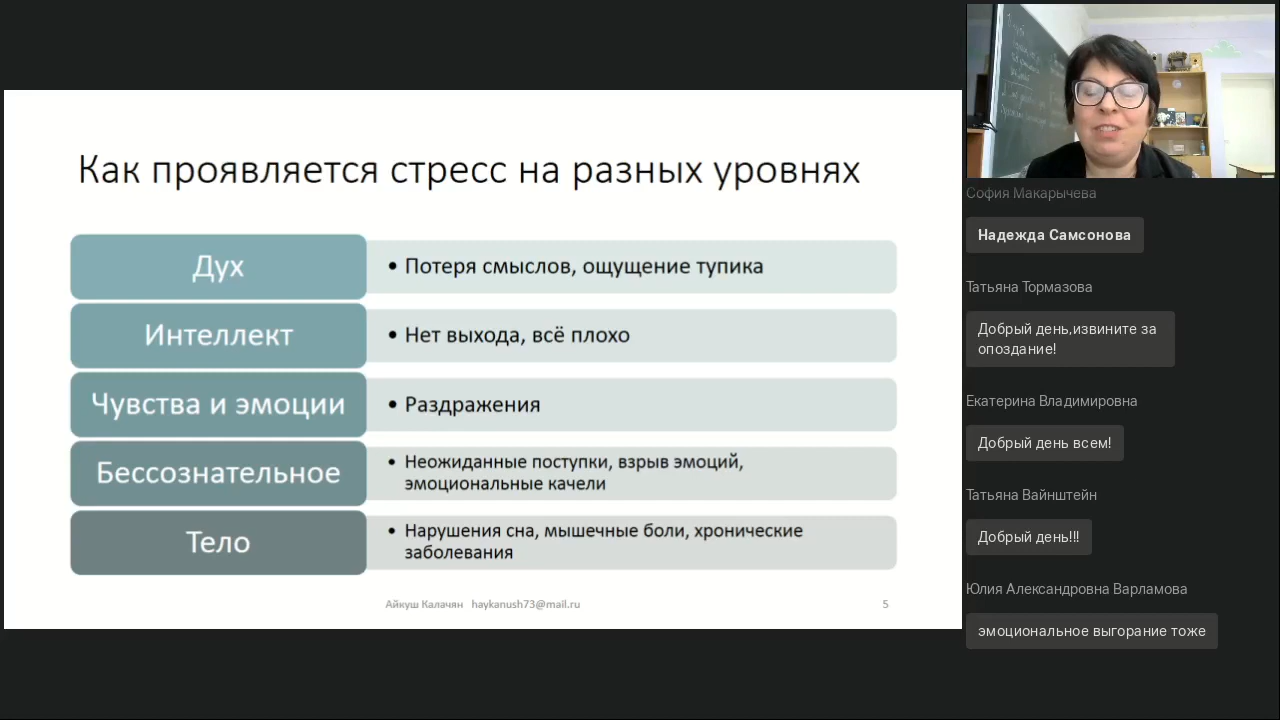 Как проявляется стресс на разных уровнях
Дух
• Потеря смыслов, ощущение тупика
Интеллект
• Нет выхода, всё плохо
Чувства и эмоции
• Раздражения
Бессознательное
• Неожиданные поступки, взрыв эмоций,
эмоциональные качели
Тело
• Нарушения сна, мышечные боли, хронические
заболевания
Айкуш Калачян haykanush73@mail.ru
5
София Макарычева
Надежда Самсонова
Татьяна Тормазова
Добрый день,извините за
опоздание!
Екатерина Владимировна
Добрый день всем!
Татьяна Вайнштейн
Добрый день!!!
Юлия Александровна Варламова
эмоциональное выгорание тоже